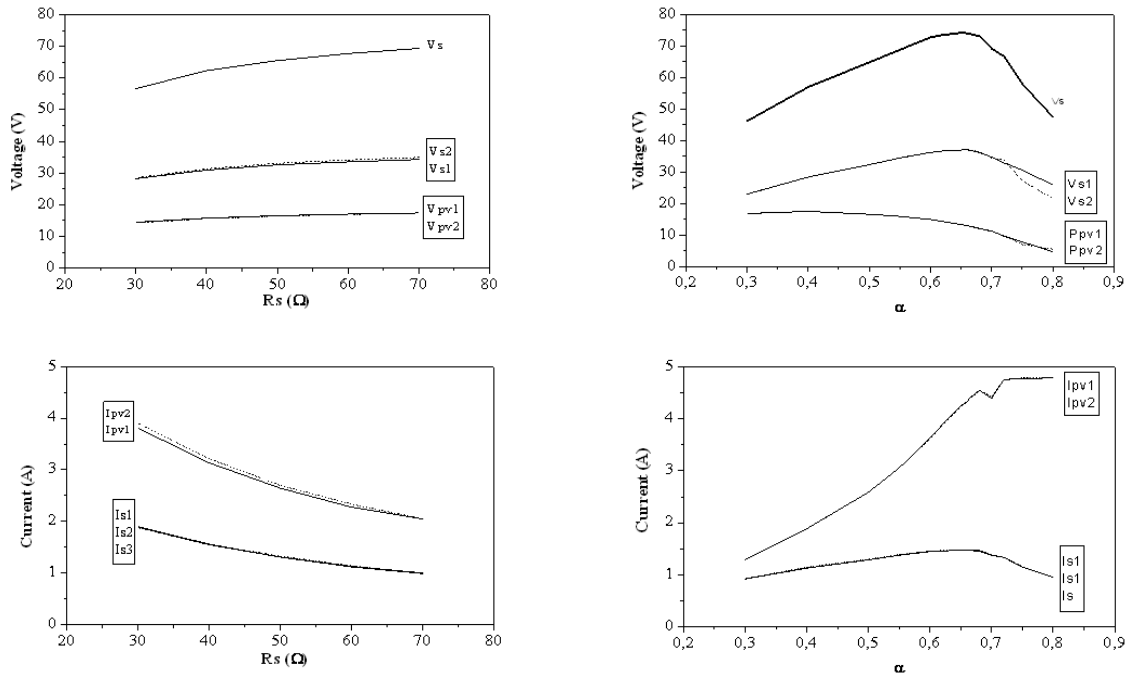 80
70
60
50
40
30
20
10
0
Voltage (V)
Vs
Vs2
Vs1
Vpv1
Vpv2
20 30 40 50 60 70 80
Rs (Ω)
80
70
60
50
40
30
20
10
0
Voltage (V)
Vs
Vs1
Vs2
Ppv1
Ppv2
0,2 0,3 0,4 0,5 0,6 0,7 0,8 0,9
α
5
4
3
2
1
0
Current (A)
Ipv2
Ipv1
Is1
Is2
Is3
20 30 40 50 60 70 80
Rs (Ω)
5
4
3
2
1
0
Current (A)
Ipv1
Ipv2
Is1
Is1
Is
0,2 0,3 0,4 0,5 0,6 0,7 0,8 0,9
α